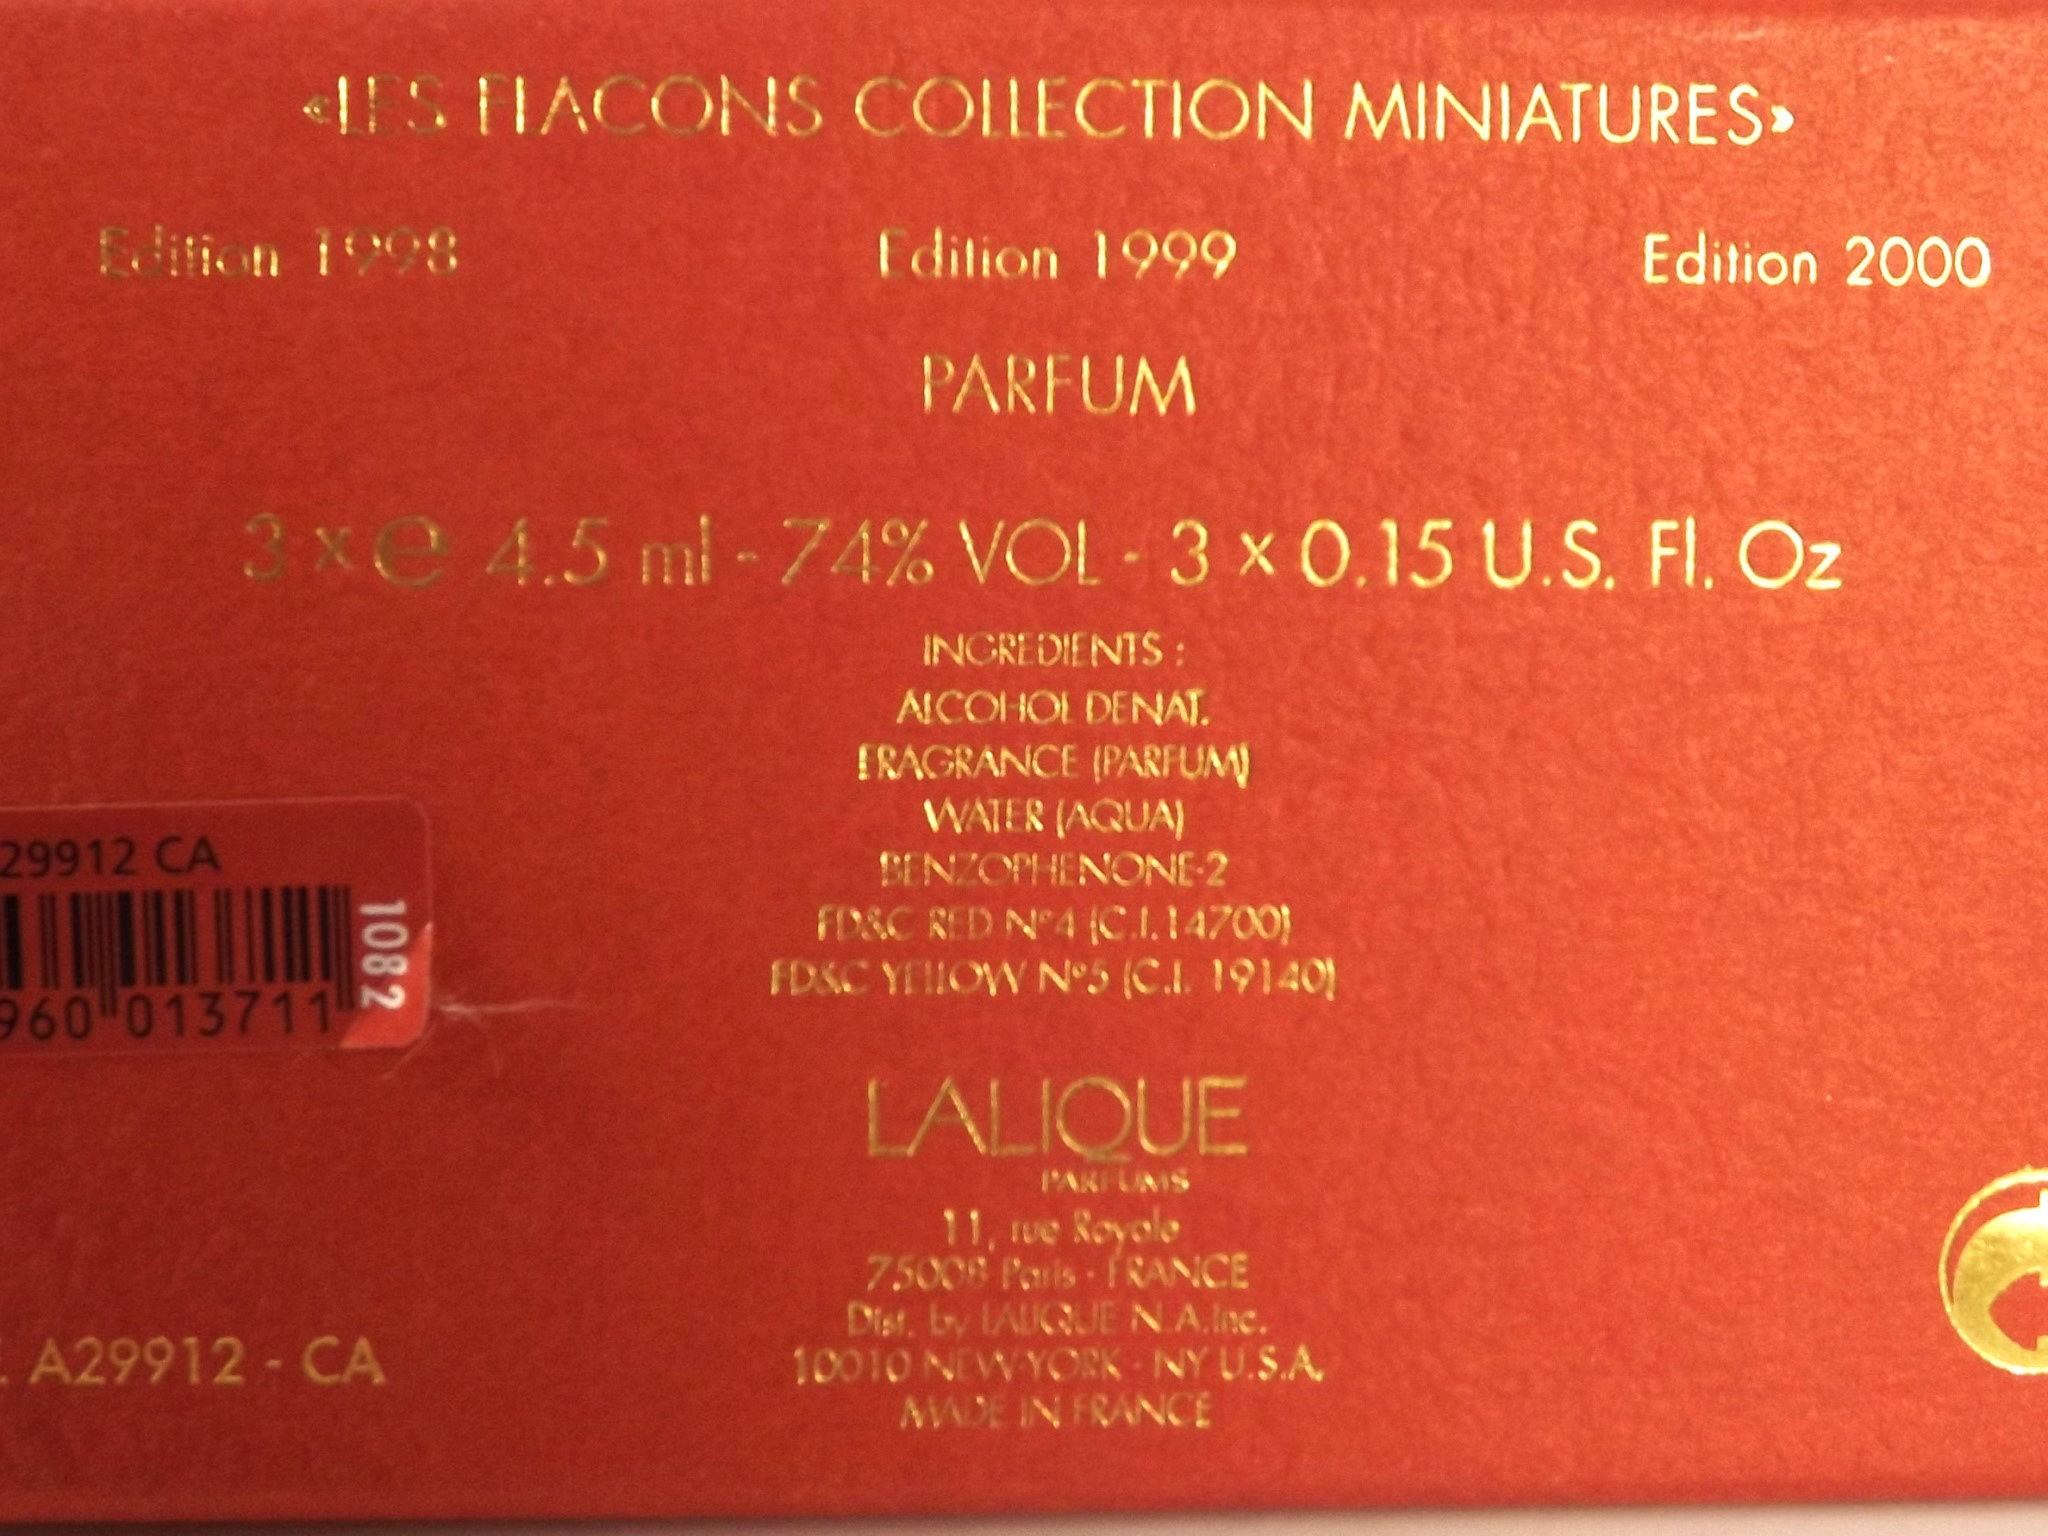 «LES FLACONS COLLECTION MINIATURES»
Edition 1998 Edition 1999 Edition 2000
PARFUM
3 x e 4.5 ml - 74% VOL - 3 x 0.15 U.S. Fl. Oz
INGREDIENTS :
ALCOHOL DENAT.
FRAGRANCE (PARFUM)
WATER (AQUA)
BENZOPHENONE-2
FD&C RED N°4 (C.I.14700)
FD&C YELLOW N°5 (C.I. 19140)
29912 CA
1082
960 013711
LALIQUE
PARFUMS
11, rue Royale
75008 Paris - FRANCE
Dist. by LALIQUE N.A.Inc.
10010 NEW-YORK - NY U.S.A.
MADE IN FRANCE
A29912 - CA